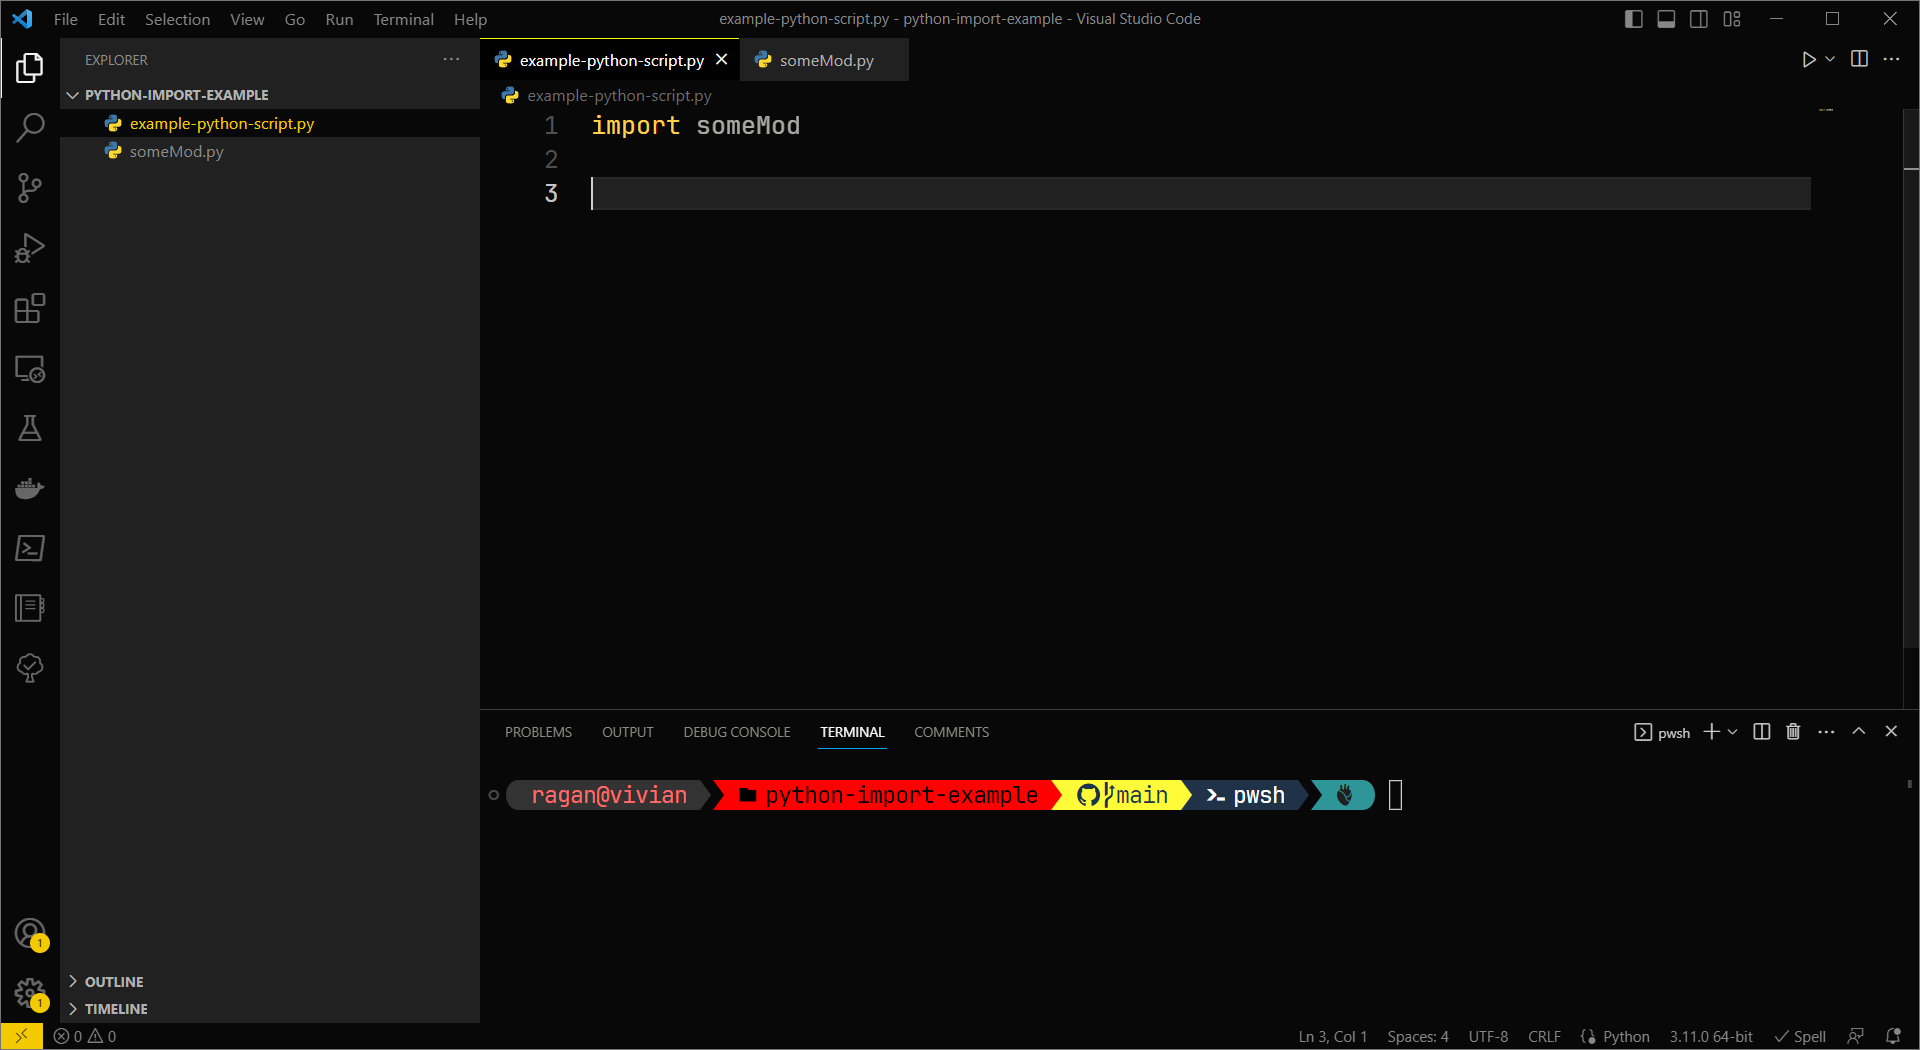 File Edit Selection View Go Run Terminal Help
example-python-script.py - python-import-example - Visual Studio Code
EXPLORER
PYTHON-IMPORT-EXAMPLE
example-python-script.py
someMod.py
OUTLINE
TIMELINE
example-python-script.py someMod.py
example-python-script.py
1 import someMod
2
3
PROBLEMS OUTPUT DEBUG CONSOLE TERMINAL COMMENTS
pwsh
ragan@vivian python-import-example main pwsh
1
1
0 0
Ln 3, Col 1 Spaces: 4 UTF-8 CRLF Python 3.11.0 64-bit Spell